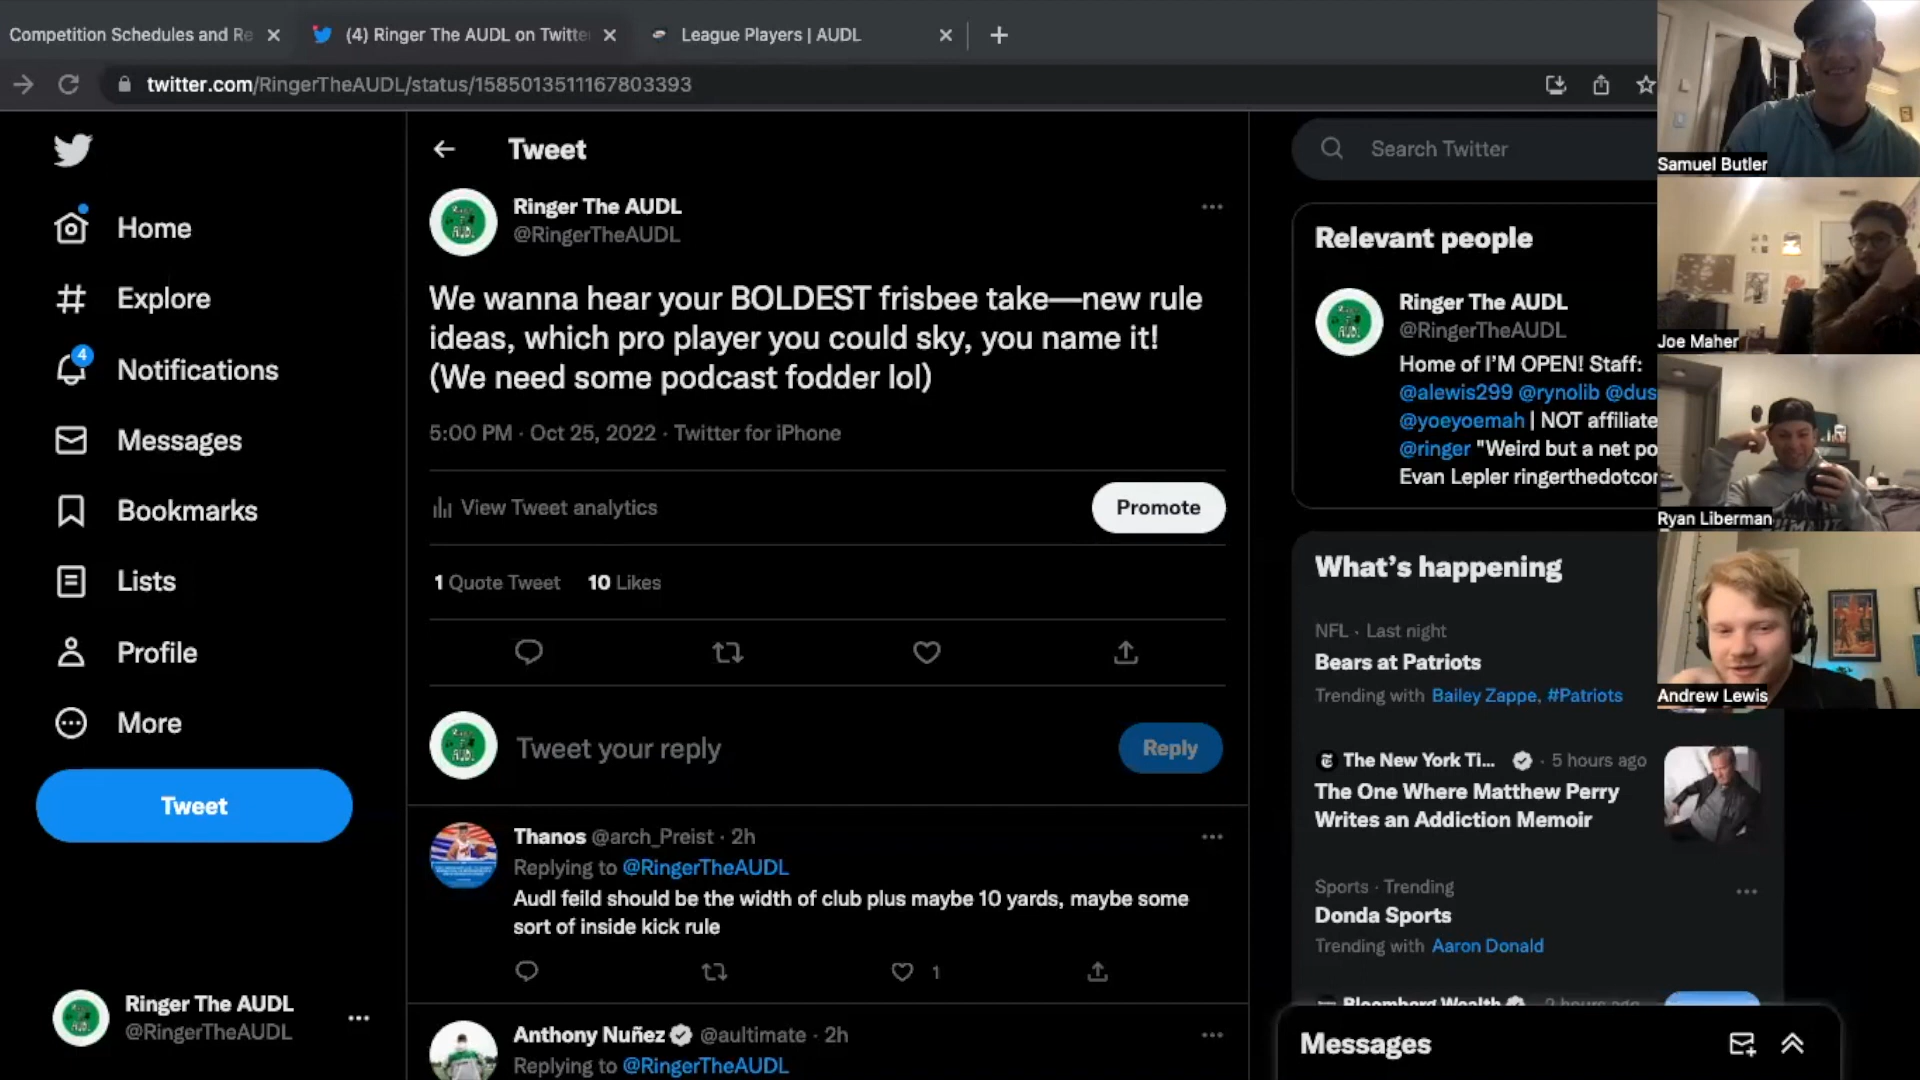 Competition Schedules and Re
(4) Ringer The AUDL on Twitte
League Players | AUDL
twitter.com/RingerTheAUDL/status/1585013511167803393
Home
Explore
4
Notifications
Messages
Bookmarks
Lists
Profile
More
Tweet
Ringer The AUDL
@RingerTheAUDL
Tweet
Ringer The AUDL
@RingerTheAUDL
We wanna hear your BOLDEST frisbee take—new rule
ideas, which pro player you could sky, you name it!
(We need some podcast fodder lol)
5:00 PM · Oct 25, 2022 · Twitter for iPhone
View Tweet analytics
Promote
1 Quote Tweet 10 Likes
Tweet your reply
Reply
Thanos @arch_Preist · 2h
Replying to @RingerTheAUDL
Audl feild should be the width of club plus maybe 10 yards, maybe some
sort of inside kick rule
1
Anthony Nuñez @aultimate · 2h
Replying to @RingerTheAUDL
Search Twitter
Relevant people
Ringer The AUDL
@RingerTheAUDL
Home of I'M OPEN! Staff:
@alewis299 @rynolib @dus
@yoeyoemah | NOT affiliate
@ringer "Weird but a net po
Evan Lepler ringerthedotcor
What's happening
NFL · Last night
Bears at Patriots
Trending with Bailey Zappe, #Patriots
The New York Ti... · 5 hours ago
The One Where Matthew Perry
Writes an Addiction Memoir
Sports · Trending
Donda Sports
Trending with Aaron Donald
Bloomberg Wealth 2 hours ago
Messages
Samuel Butler
Joe Maher
Ryan Liberman
Andrew Lewis